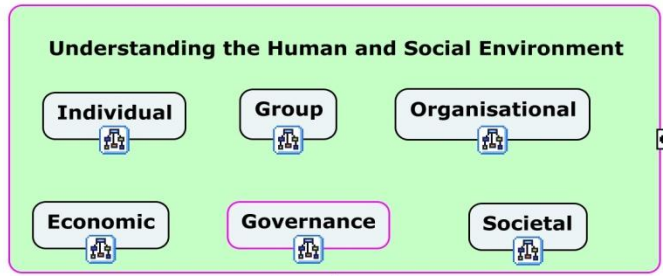 Understanding the Human and Social Environment
Individual
Group
Organisational
Economic
Governance
Societal